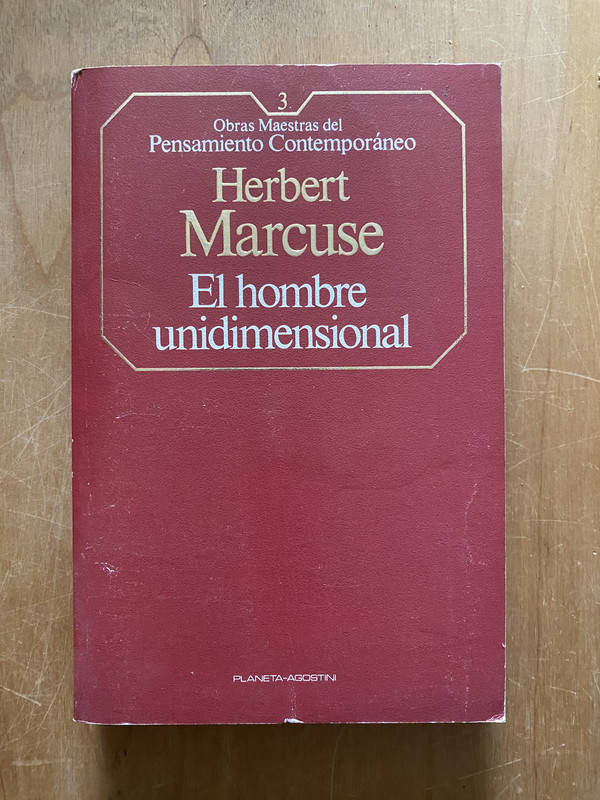 3
Obras Maestras del
Pensamiento Contemporáneo
Herbert
Marcuse
El hombre
unidimensional
PLANETA-AGOSTINI